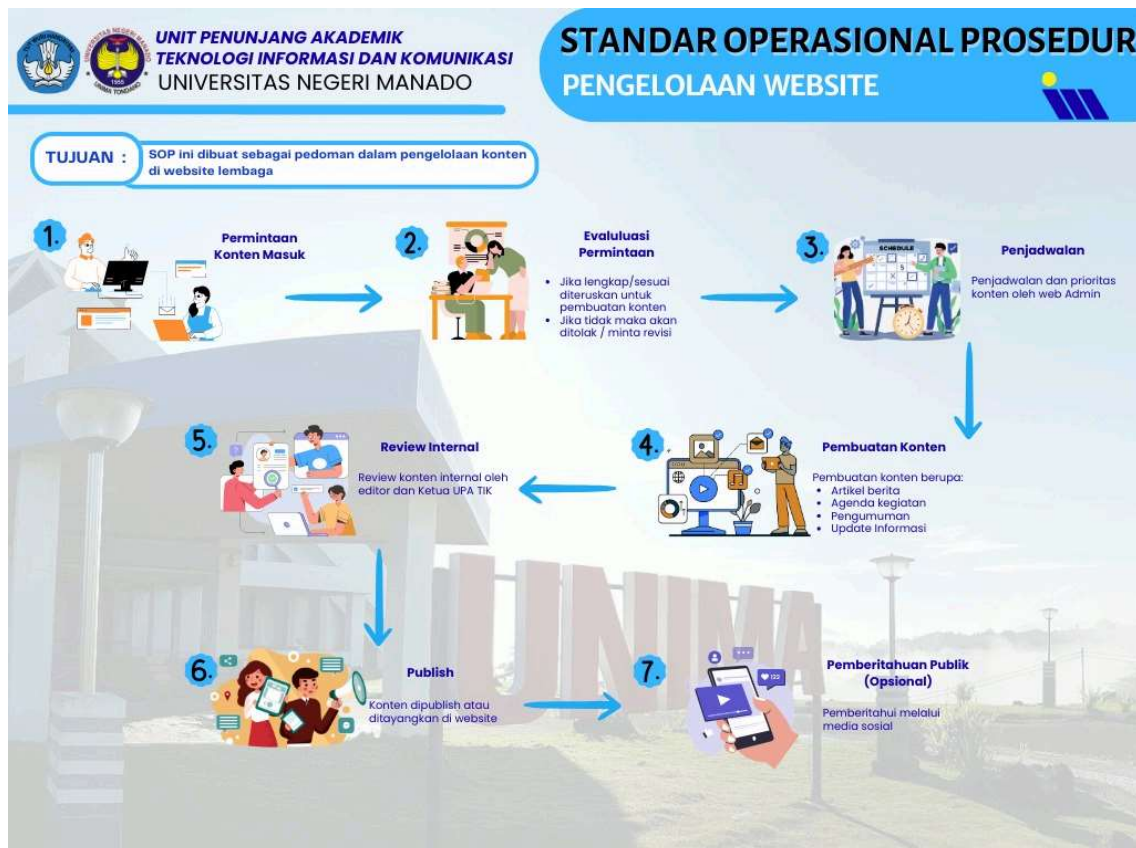 UNIT PENUNJANG AKADEMIK
TEKNOLOGI INFORMASI DAN KOMUNIKASI
UNIVERSITAS NEGERI MANADO
STANDAR OPERASIONAL PROSEDUR
PENGELOLAAN WEBSITE
TUJUAN :
SOP ini dibuat sebagai pedoman dalam pengelolaan konten
di website lembaga
1.
Permintaan
Konten Masuk
2.
Evaluluasi
Permintaan
• Jika lengkap/sesuai
diteruskan untuk
pembuatan konten
• Jika tidak maka akan
ditolak / minta revisi
3.
SCHEDULE
Penjadwalan
Penjadwalan dan prioritas
konten oleh web Admin
4.
Pembuatan Konten
Pembuatan konten berupa:
• Artikel berita
• Agenda kegiatan
• Pengumuman
• Update Informasi
5.
Review Internal
Review konten internal oleh
editor dan Ketua UPA TIK
6.
Publish
Konten dipublish atau
ditayangkan di website
7.
Pemberitahuan Publik
(Opsional)
Pemberitahui melalui
media sosial
UNIMA